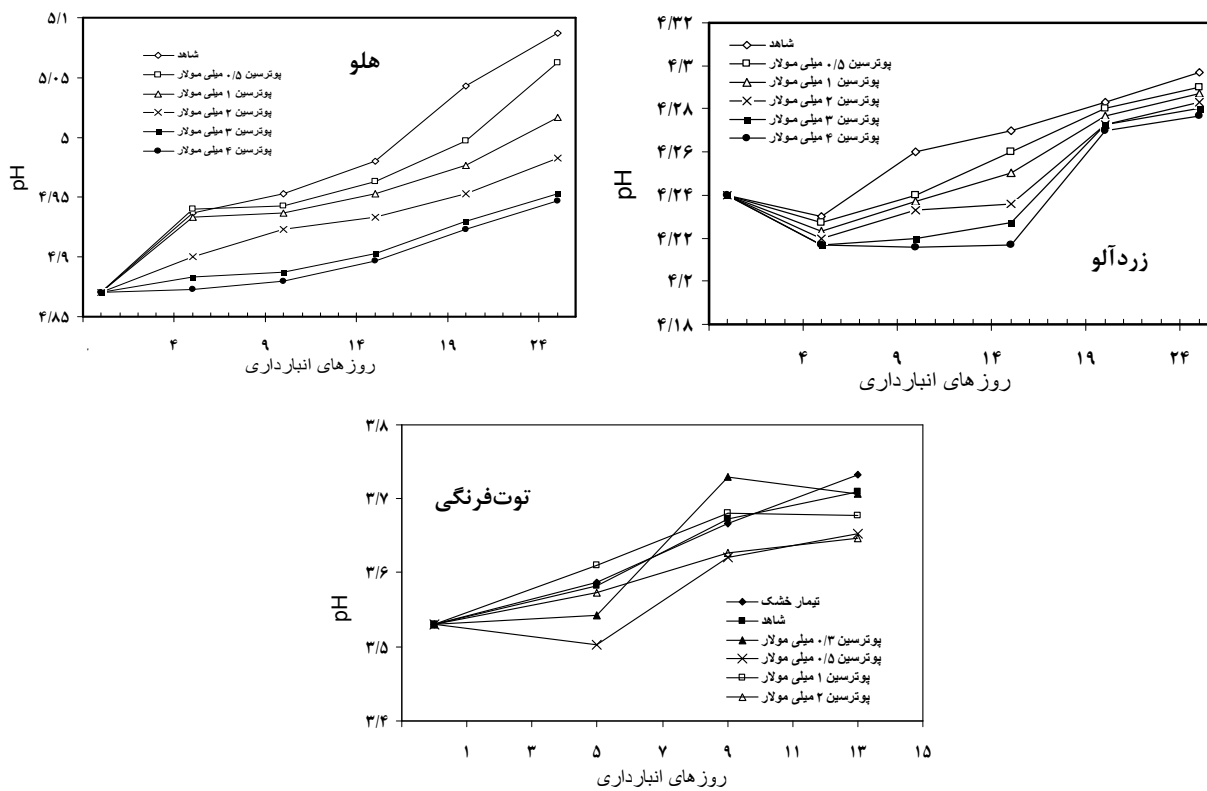 هلو
۵/۱
۵/۰۵
۵
۴/۹۵
۴/۹
۴/۸۵
pH
شاهد
پوترسین ۰/۵ میلی مولار
پوترسین ۱ میلی مولار
پوترسین ۲ میلی مولار
پوترسین ۳ میلی مولار
پوترسین ۴ میلی مولار
۴ ۹ ۱۴ ۱۹ ۲۴
روزهای انبارداری
زردآلو
۴/۳۲
۴/۳
۴/۲۸
۴/۲۶
۴/۲۴
۴/۲۲
۴/۲
۴/۱۸
pH
شاهد
پوترسین ۰/۵ میلی مولار
پوترسین ۱ میلی مولار
پوترسین ۲ میلی مولار
پوترسین ۳ میلی مولار
پوترسین ۴ میلی مولار
۴ ۹ ۱۴ ۱۹ ۲۴
روزهای انبارداری
توت‌فرنگی
۳/۸
۳/۷
۳/۶
۳/۵
۳/۴
pH
تیمار خشک
شاهد
پوترسین ۰/۳ میلی مولار
پوترسین ۰/۵ میلی مولار
پوترسین ۱ میلی مولار
پوترسین ۲ میلی مولار
۱ ۳ ۵ ۷ ۹ ۱۱ ۱۳ ۱۵
روزهای انبارداری